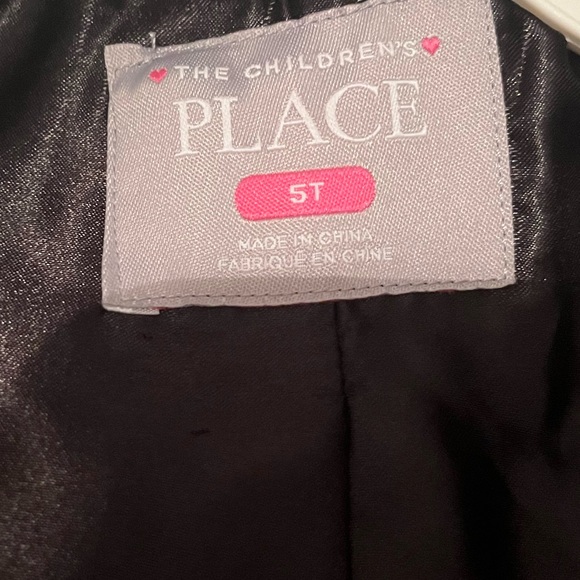 THE CHILDREN'S
PLACE
5T
MADE IN CHINA
FABRIQUÉ EN CHINE